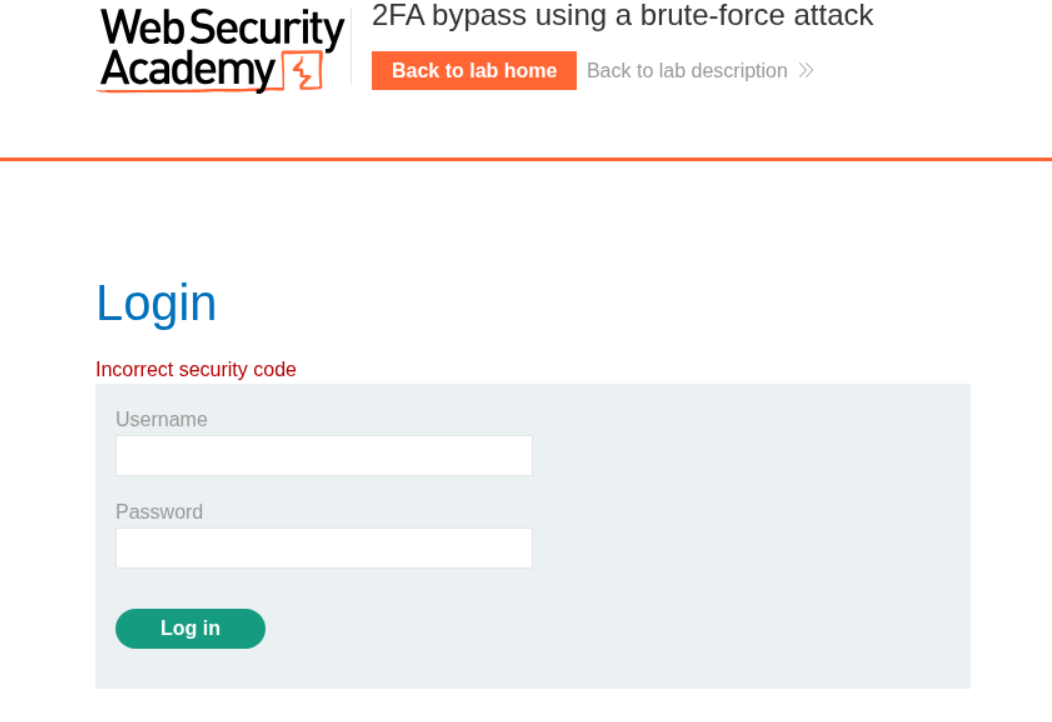 Web Security
Academy
2FA bypass using a brute-force attack
Back to lab home
Back to lab description
Login
Incorrect security code
Username
Password
Log in